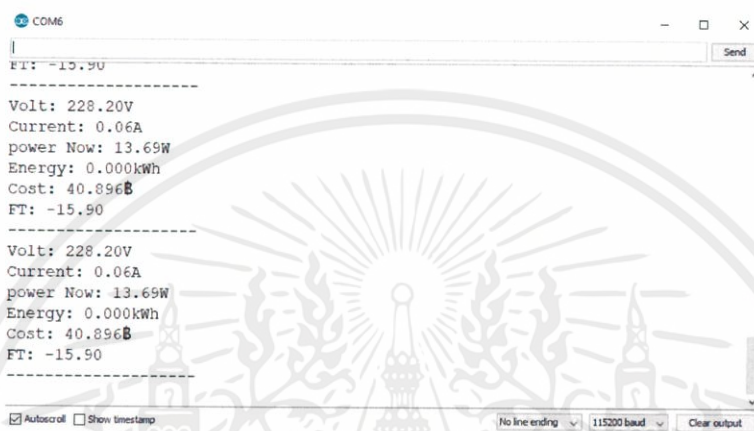 COM6
Send
FT: -15.90
--------------------
Volt: 228.20V
Current: 0.06A
power Now: 13.69W
Energy: 0.000kWh
Cost: 40.896฿
FT: -15.90
--------------------
Volt: 228.20V
Current: 0.06A
power Now: 13.69W
Energy: 0.000kWh
Cost: 40.896฿
FT: -15.90
--------------------
Autoscroll Show timestamp No line ending 115200 baud Clear output